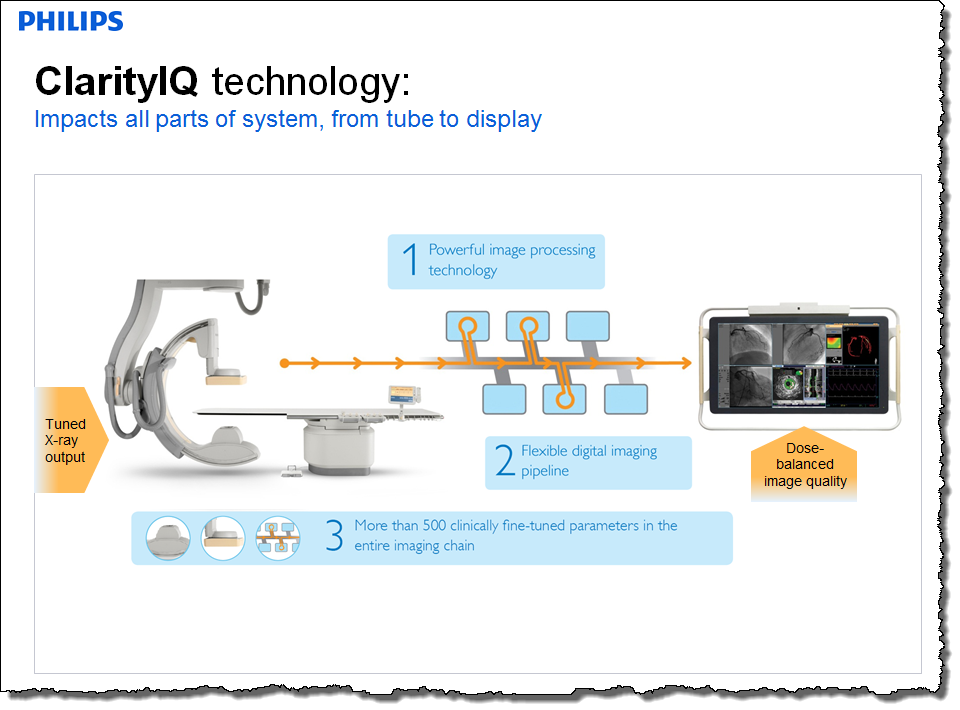 PHILIPS
ClarityIQ technology:
Impacts all parts of system, from tube to display
1 Powerful image processing
technology
Tuned
X-ray
output
2 Flexible digital imaging
pipeline
Dose-
balanced
image quality
3 More than 500 clinically fine-tuned parameters in the
entire imaging chain